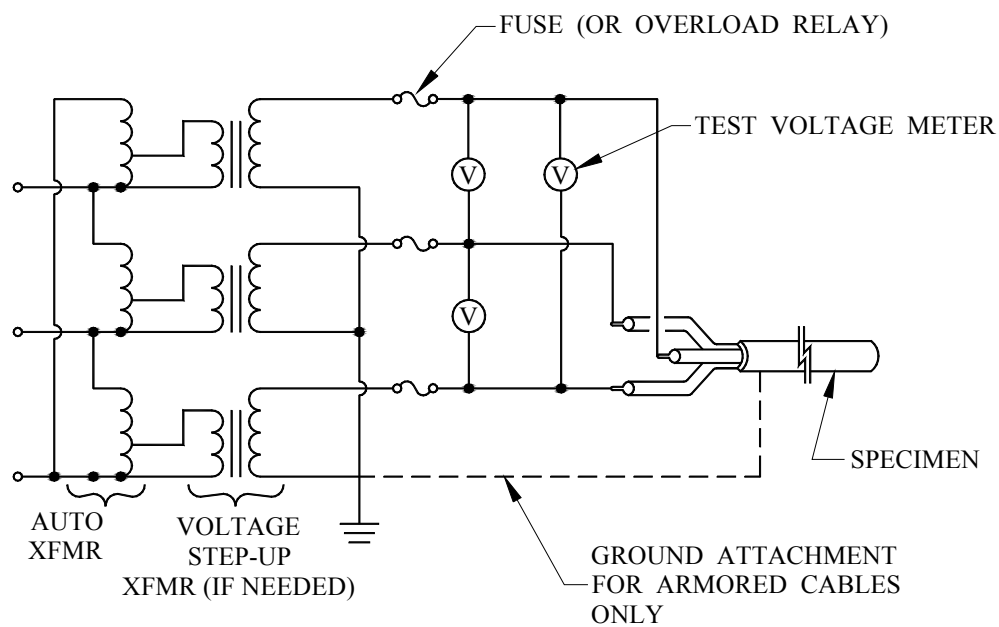 FUSE (OR OVERLOAD RELAY)
TEST VOLTAGE METER
V
V
V
SPECIMEN
AUTO
XFMR
VOLTAGE
STEP-UP
XFMR (IF NEEDED)
GROUND ATTACHMENT
FOR ARMORED CABLES
ONLY